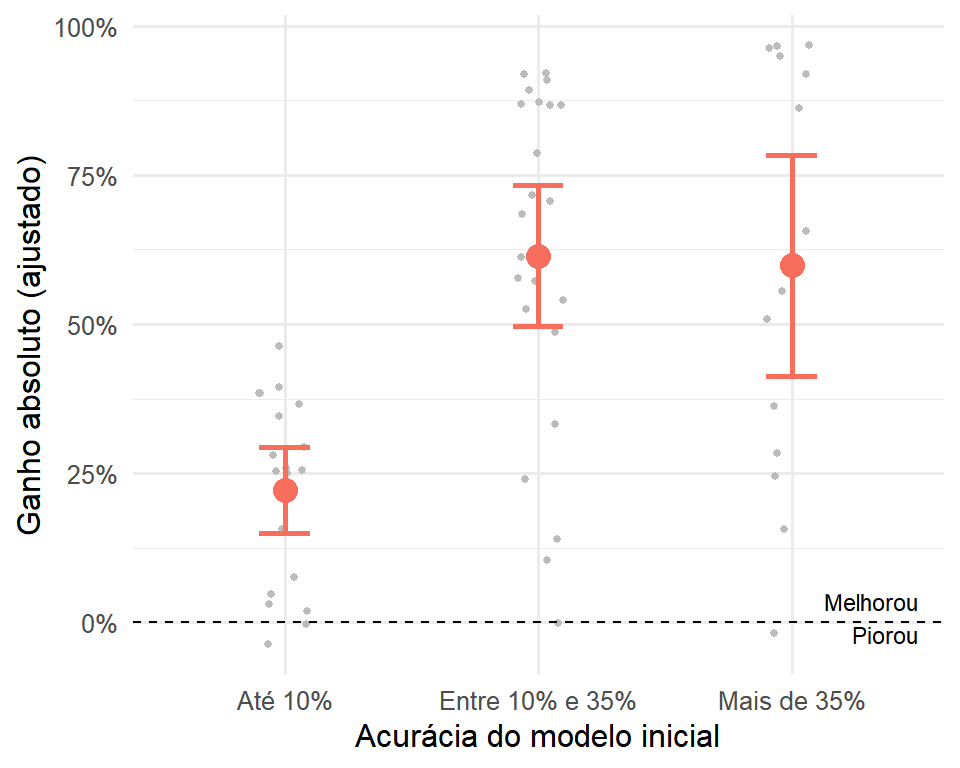 Ganho absoluto (ajustado)
100%
75%
50%
25%
0%
Melhorou
Piorou
Até 10%
Entre 10% e 35%
Mais de 35%
Acurácia do modelo inicial